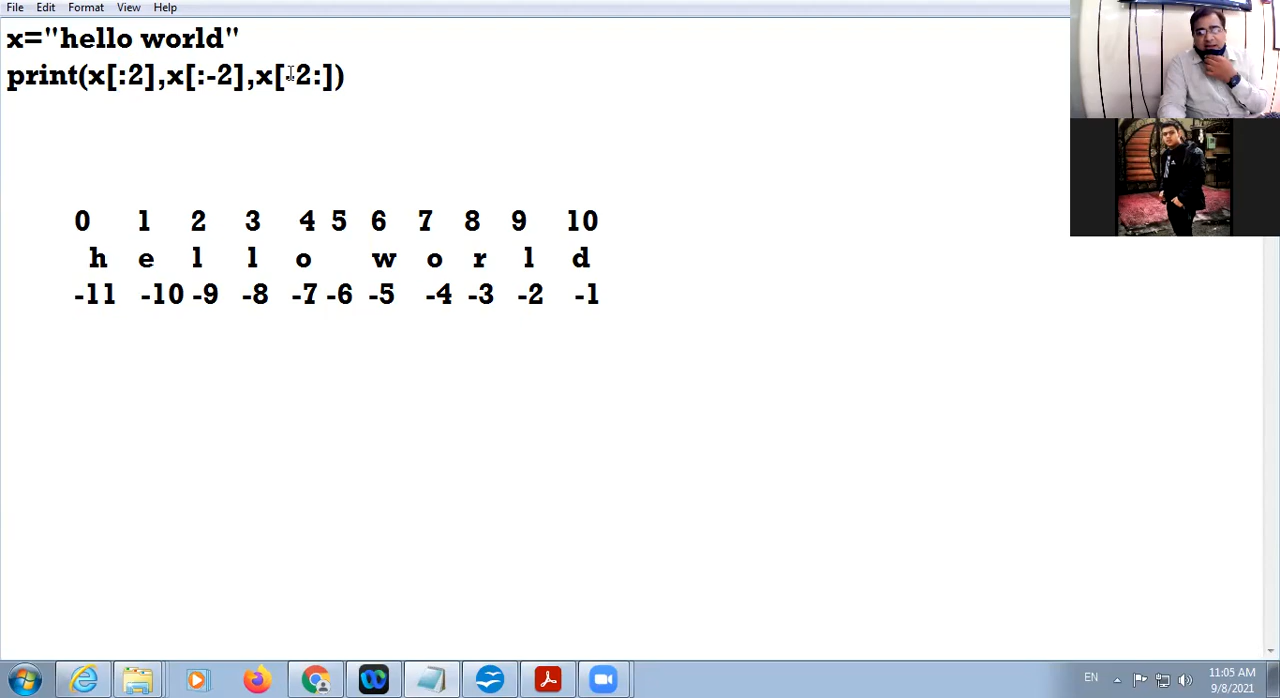 File Edit Format View Help
x="hello world"
print(x[:2],x[:-2],x[-2:])
0 1 2 3 4 5 6 7 8 9 10
h e l l o w o r l d
-11 -10 -9 -8 -7 -6 -5 -4 -3 -2 -1
EN 11:05 AM
9/8/2021